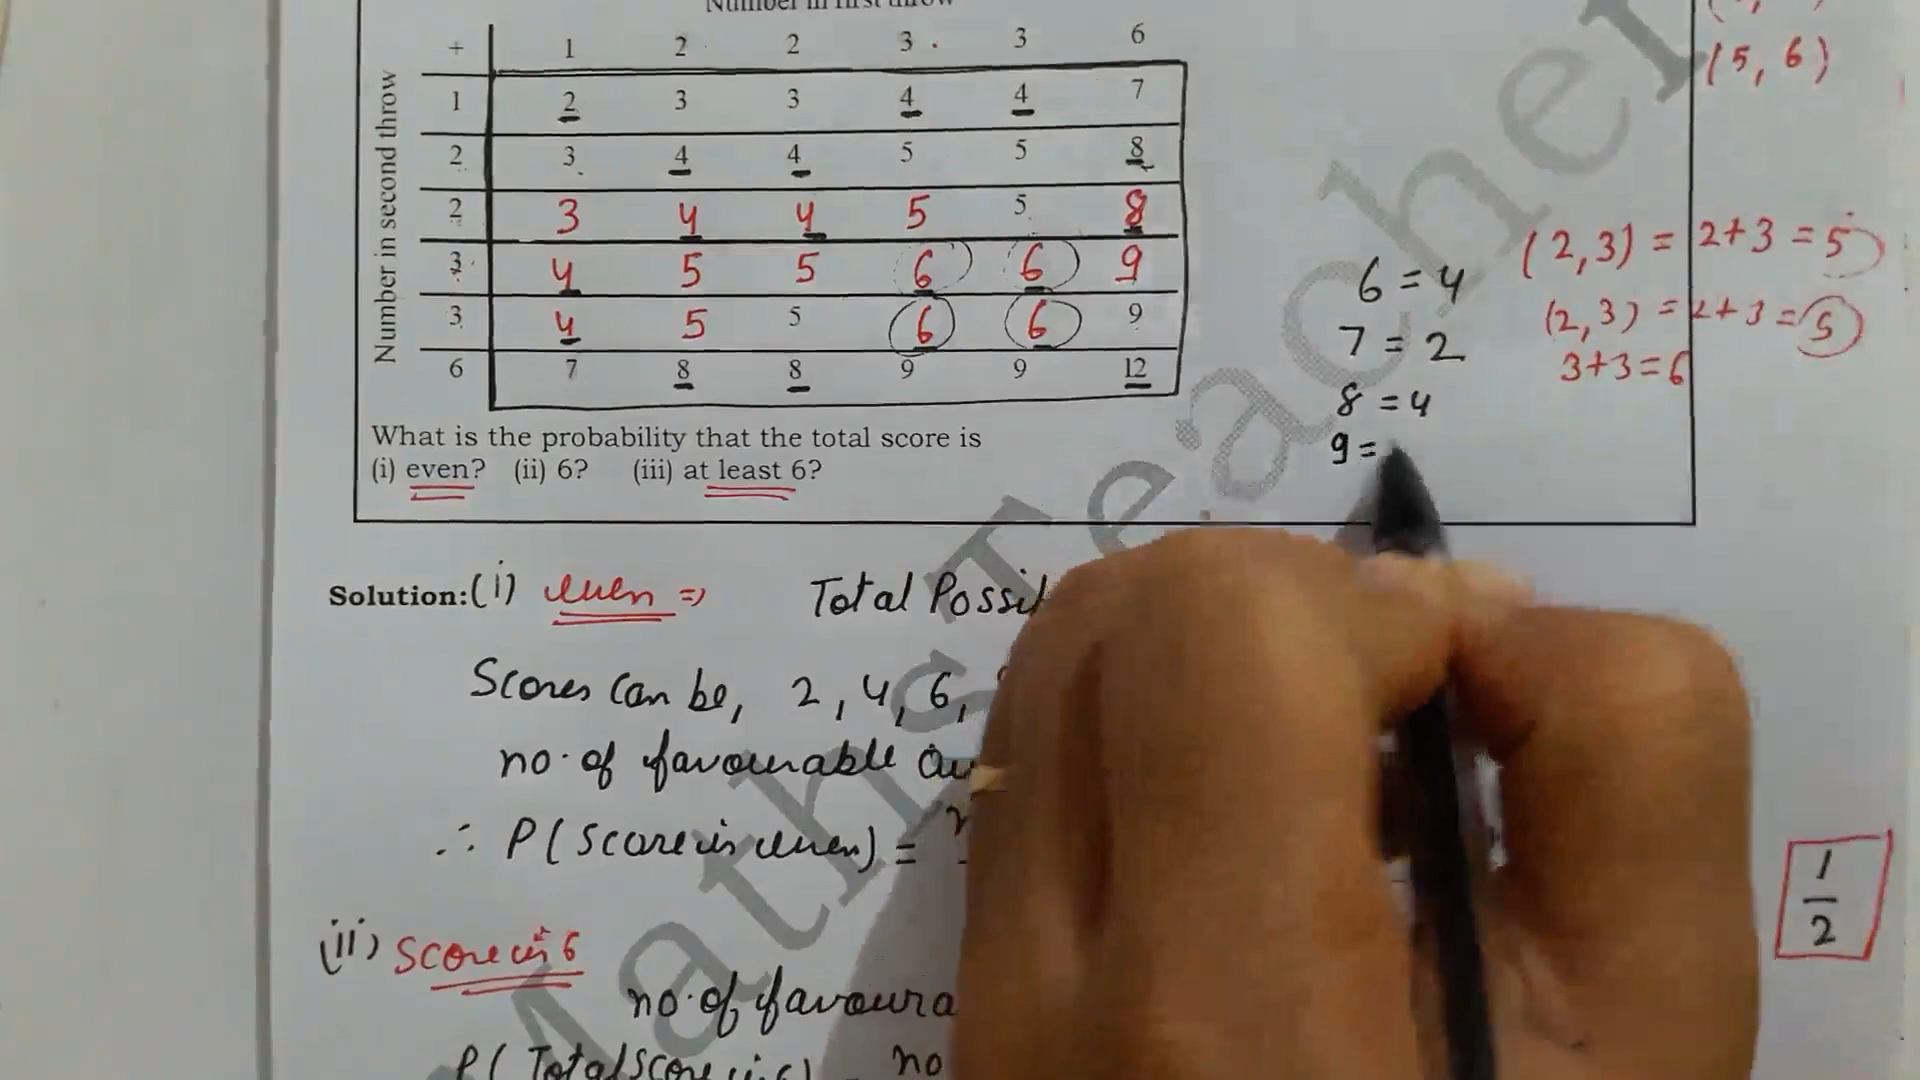 Number in first throw
+ 1 2 2 3 3 6
1 2 3 3 4 4 7
2 3 4 4 5 5 8
2 3 4 4 5 5 8
3 4 5 5 6 6 9
3 4 5 5 6 6 9
6 7 8 8 9 9 12
Number in second throw
(5, 6)
(2,3) = 2+3 = 5
(2,3) = 2+3 = 5
3+3=6
6 = 4
7 = 2
8 = 4
9 =
What is the probability that the total score is
(i) even? (ii) 6? (iii) at least 6?
Solution:(i) even => Total
Scores can be, 2, 4, 6,
no. of favourable
∴ P(score is even) =
1
2
(ii) Score is 6
no. of
P( Total score is 6) no
Maths Teacher